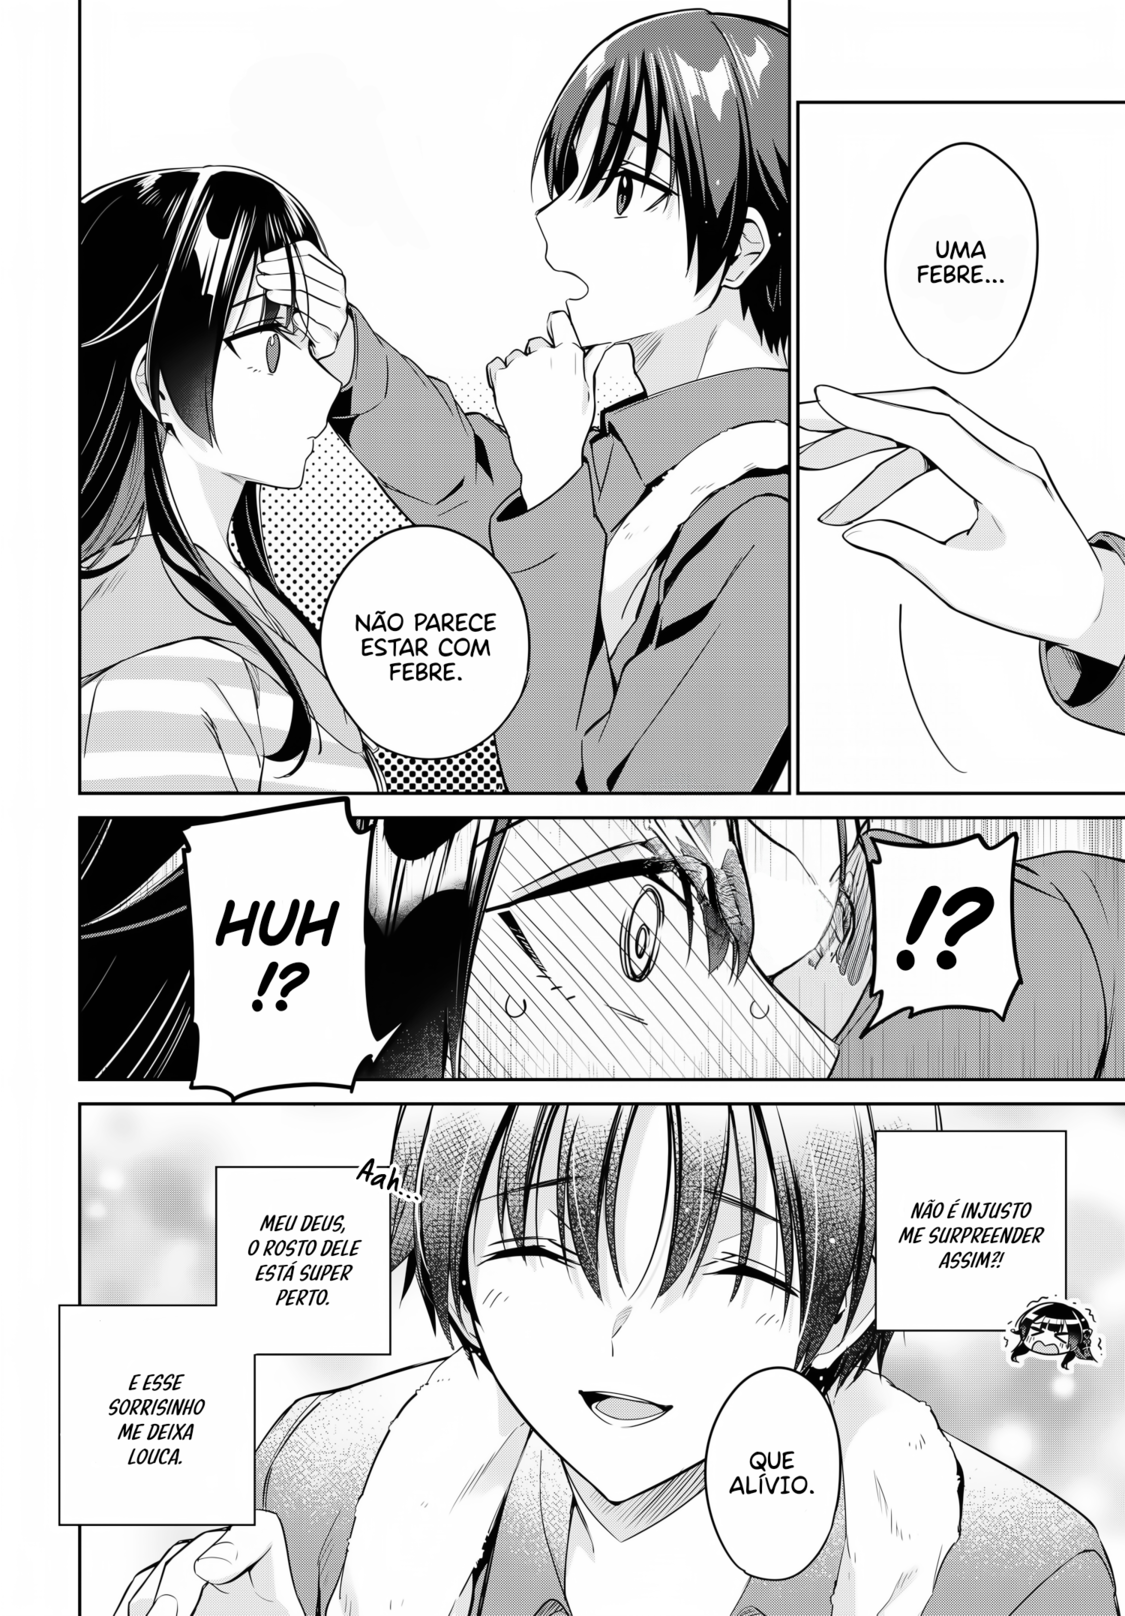 UMA
FEBRE...
NÃO PARECE
ESTAR COM
FEBRE.
!?
HUH
!?
NÃO É INJUSTO
ME SURPREENDER
ASSIM?!
Aah...
MEU DEUS,
O ROSTO DELE
ESTÁ SUPER
PERTO.
E ESSE
SORRISINHO
ME DEIXA
LOUCA.
QUE
ALÍVIO.